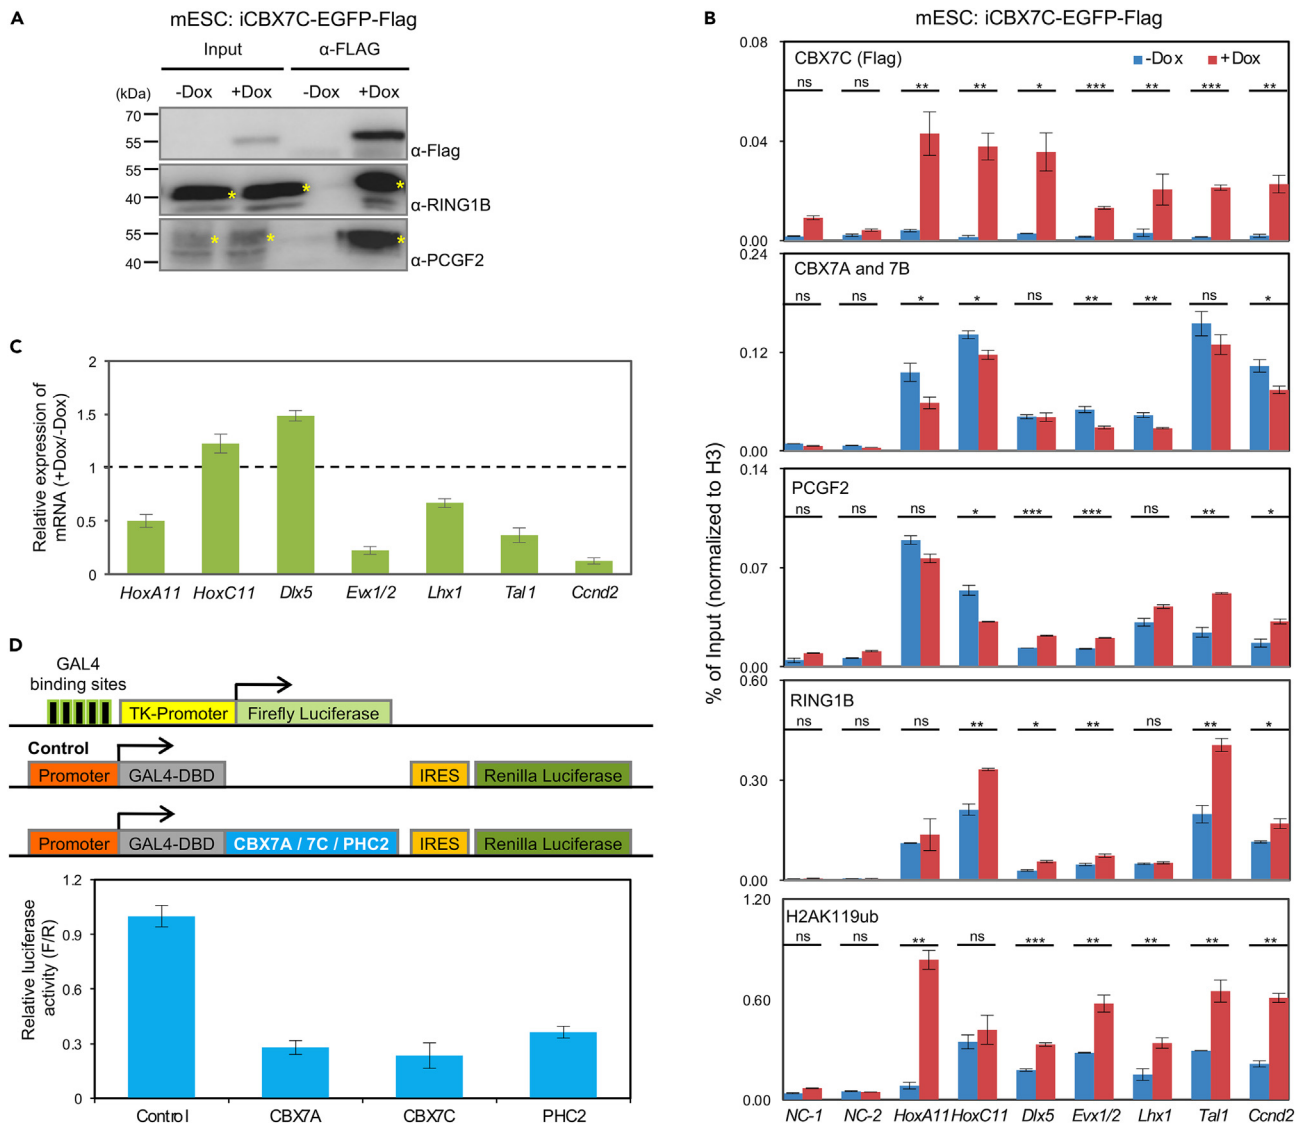 A
mESC: iCBX7C-EGFP-Flag
Input
α-FLAG
(kDa)
-Dox
+Dox
-Dox
+Dox
70
55
α-Flag
55
40
*
*
*
α-RING1B
55
40
*
*
*
α-PCGF2
B
mESC: iCBX7C-EGFP-Flag
% of Input (normalized to H3)
0.08
0.04
0.00
CBX7C (Flag)
-Dox
+Dox
ns ns ** ** * *** ** *** **
0.24
0.12
0.00
CBX7A and 7B
ns ns * * ns ** ** ns *
0.14
0.07
0.00
PCGF2
ns ns ns * *** *** ns ** *
0.60
0.30
0.00
RING1B
ns ns ns ** * ** ns ** *
1.20
0.60
0.00
H2AK119ub
ns ns ** ns *** ** ** ** **
NC-1 NC-2 HoxA11 HoxC11 Dlx5 Evx1/2 Lhx1 Tal1 Ccnd2
C
Relative expression of
mRNA (+Dox/-Dox)
2
1.5
1
0.5
0
HoxA11 HoxC11 Dlx5 Evx1/2 Lhx1 Tal1 Ccnd2
D
GAL4
binding sites
TK-Promoter Firefly Luciferase
Control
Promoter GAL4-DBD IRES Renilla Luciferase
Promoter GAL4-DBD CBX7A / 7C / PHC2 IRES Renilla Luciferase
Relative luciferase
activity (F/R)
1.2
0.9
0.6
0.3
0
Control CBX7A CBX7C PHC2